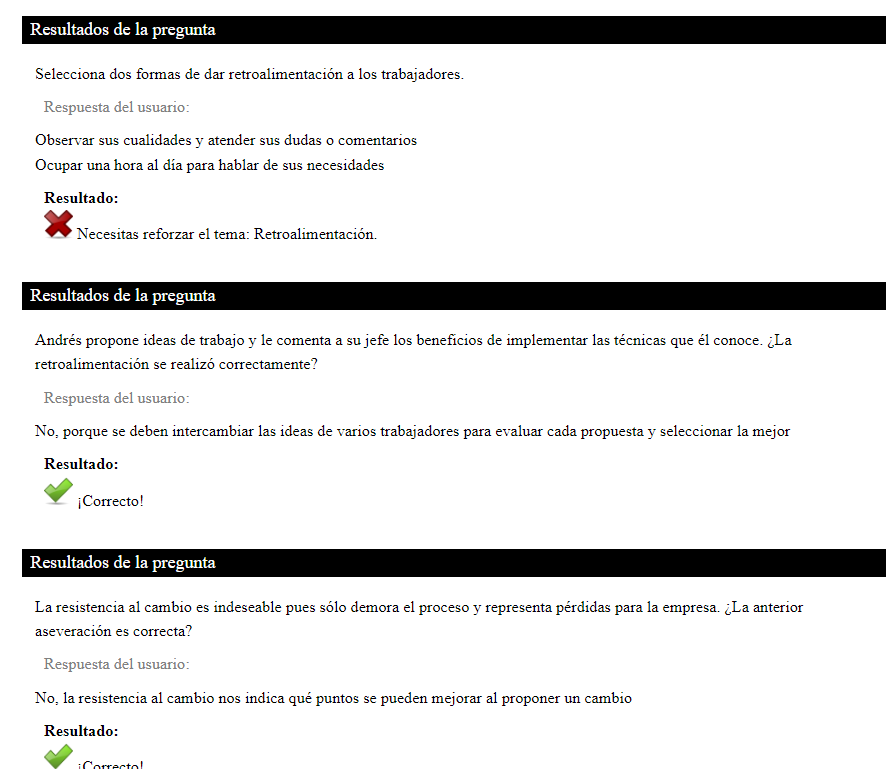 Resultados de la pregunta
Selecciona dos formas de dar retroalimentación a los trabajadores.
Respuesta del usuario:
Observar sus cualidades y atender sus dudas o comentarios
Ocupar una hora al día para hablar de sus necesidades
Resultado:
Necesitas reforzar el tema: Retroalimentación.
Resultados de la pregunta
Andrés propone ideas de trabajo y le comenta a su jefe los beneficios de implementar las técnicas que él conoce. ¿La
retroalimentación se realizó correctamente?
Respuesta del usuario:
No, porque se deben intercambiar las ideas de varios trabajadores para evaluar cada propuesta y seleccionar la mejor
Resultado:
¡Correcto!
Resultados de la pregunta
La resistencia al cambio es indeseable pues sólo demora el proceso y representa pérdidas para la empresa. ¿La anterior
aseveración es correcta?
Respuesta del usuario:
No, la resistencia al cambio nos indica qué puntos se pueden mejorar al proponer un cambio
Resultado:
¡Correcto!